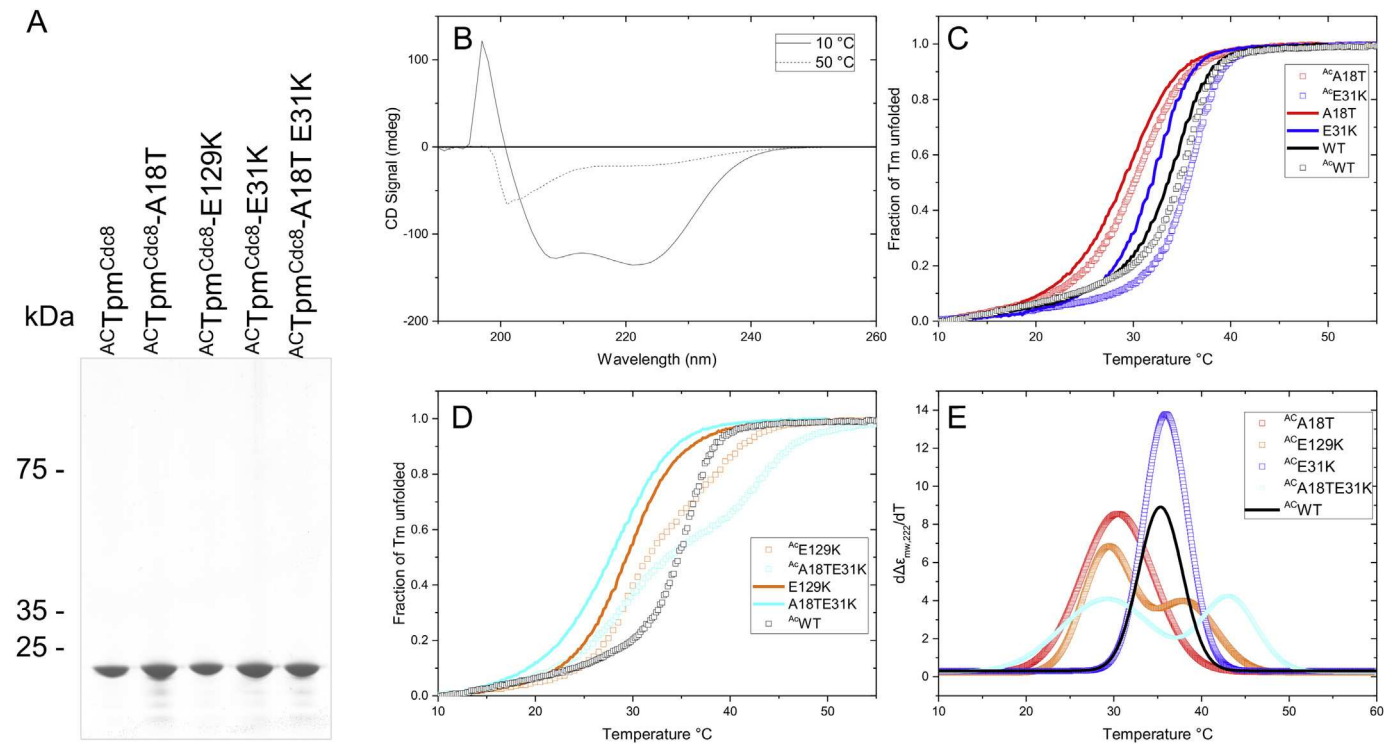 A
ACTpmCdc8
ACTpmCdc8-A18T
ACTpmCdc8-E129K
ACTpmCdc8-E31K
ACTpmCdc8-A18T E31K
kDa
75 -
35 -
25 -
B
10 °C
50 °C
100
0
-100
-200
CD Signal (mdeg)
200 220 240 260
Wavelength (nm)
C
AcA18T
AcE31K
A18T
E31K
WT
AcWT
1.0
0.8
0.6
0.4
0.2
0.0
Fraction of Tm unfolded
10 20 30 40 50
Temperature °C
D
AcE129K
AcA18TE31K
E129K
A18TE31K
AcWT
1.0
0.8
0.6
0.4
0.2
0.0
Fraction of Tm unfolded
10 20 30 40 50
Temperature °C
E
ACA18T
ACE129K
ACE31K
ACA18TE31K
ACWT
14
12
10
8
6
4
2
0
dΔεmw,222/dT
10 20 30 40 50 60
Temperature °C